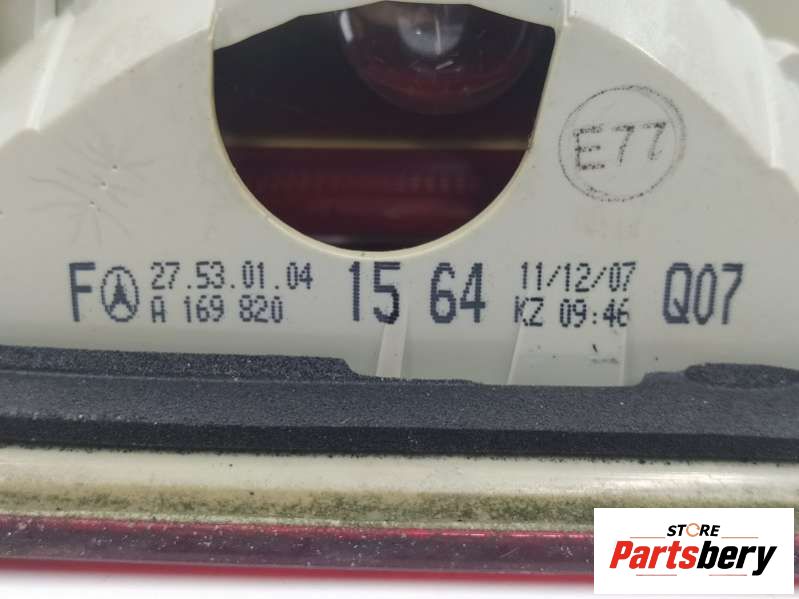 E77
F 27.53.01.04 15 64 11/12/07 Q07
A 169 820 KZ 09:46
STORE
Partsbery